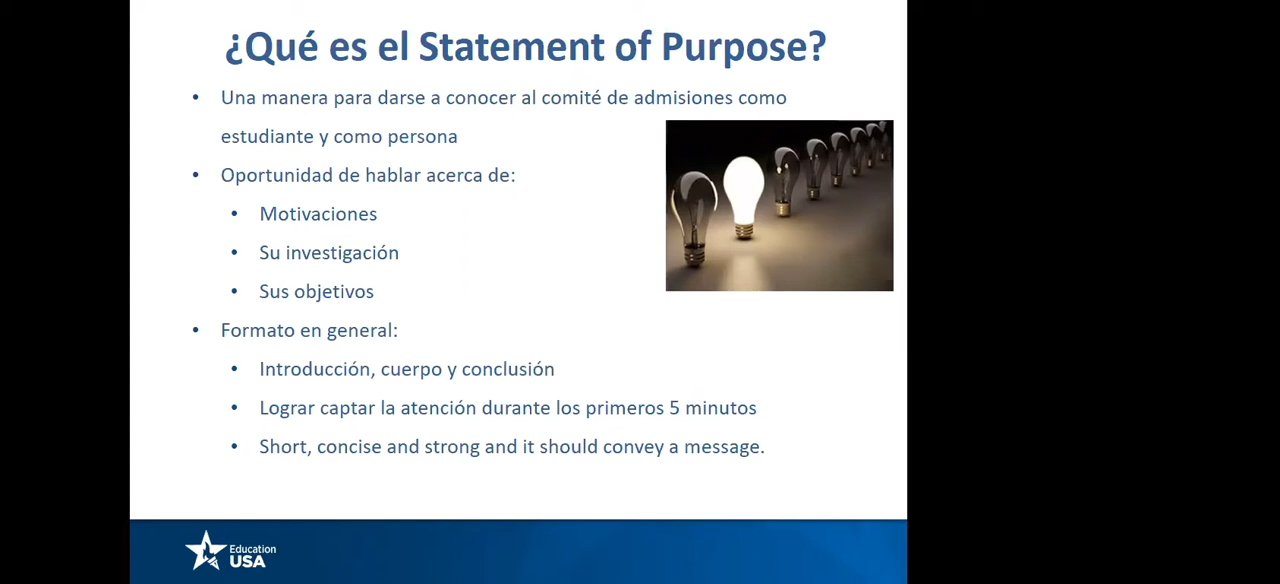 ¿Qué es el Statement of Purpose?
• Una manera para darse a conocer al comité de admisiones como
estudiante y como persona
• Oportunidad de hablar acerca de:
• Motivaciones
• Su investigación
• Sus objetivos
• Formato en general:
• Introducción, cuerpo y conclusión
• Lograr captar la atención durante los primeros 5 minutos
• Short, concise and strong and it should convey a message.
Education
USA